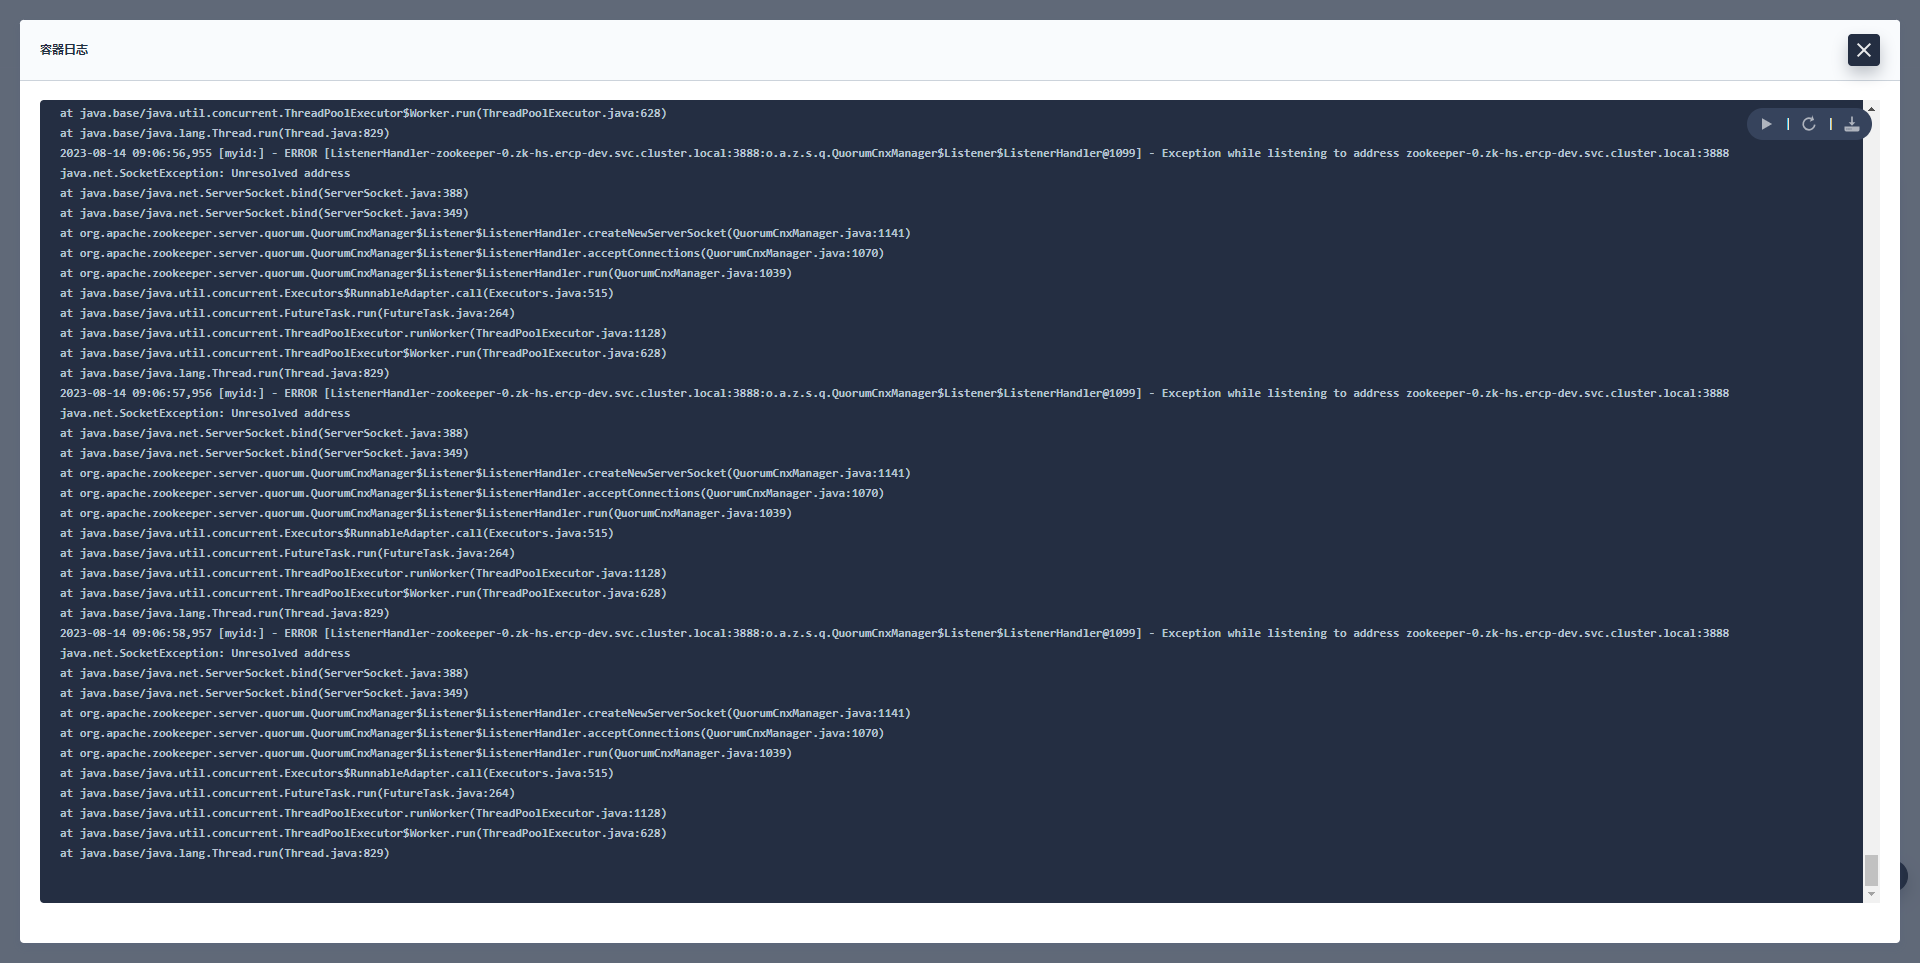 容器日志
at java.base/java.util.concurrent.ThreadPoolExecutor$Worker.run(ThreadPoolExecutor.java:628)
at java.base/java.lang.Thread.run(Thread.java:829)
2023-08-14 09:06:56,955 [myid:] - ERROR [ListenerHandler-zookeeper-0.zk-hs.ercp-dev.svc.cluster.local:3888:o.a.z.s.q.QuorumCnxManager$Listener$ListenerHandler@1099] - Exception while listening to address zookeeper-0.zk-hs.ercp-dev.svc.cluster.local:3888
java.net.SocketException: Unresolved address
at java.base/java.net.ServerSocket.bind(ServerSocket.java:388)
at java.base/java.net.ServerSocket.bind(ServerSocket.java:349)
at org.apache.zookeeper.server.quorum.QuorumCnxManager$Listener$ListenerHandler.createNewServerSocket(QuorumCnxManager.java:1141)
at org.apache.zookeeper.server.quorum.QuorumCnxManager$Listener$ListenerHandler.acceptConnections(QuorumCnxManager.java:1070)
at org.apache.zookeeper.server.quorum.QuorumCnxManager$Listener$ListenerHandler.run(QuorumCnxManager.java:1039)
at java.base/java.util.concurrent.Executors$RunnableAdapter.call(Executors.java:515)
at java.base/java.util.concurrent.FutureTask.run(FutureTask.java:264)
at java.base/java.util.concurrent.ThreadPoolExecutor.runWorker(ThreadPoolExecutor.java:1128)
at java.base/java.util.concurrent.ThreadPoolExecutor$Worker.run(ThreadPoolExecutor.java:628)
at java.base/java.lang.Thread.run(Thread.java:829)
2023-08-14 09:06:57,956 [myid:] - ERROR [ListenerHandler-zookeeper-0.zk-hs.ercp-dev.svc.cluster.local:3888:o.a.z.s.q.QuorumCnxManager$Listener$ListenerHandler@1099] - Exception while listening to address zookeeper-0.zk-hs.ercp-dev.svc.cluster.local:3888
java.net.SocketException: Unresolved address
at java.base/java.net.ServerSocket.bind(ServerSocket.java:388)
at java.base/java.net.ServerSocket.bind(ServerSocket.java:349)
at org.apache.zookeeper.server.quorum.QuorumCnxManager$Listener$ListenerHandler.createNewServerSocket(QuorumCnxManager.java:1141)
at org.apache.zookeeper.server.quorum.QuorumCnxManager$Listener$ListenerHandler.acceptConnections(QuorumCnxManager.java:1070)
at org.apache.zookeeper.server.quorum.QuorumCnxManager$Listener$ListenerHandler.run(QuorumCnxManager.java:1039)
at java.base/java.util.concurrent.Executors$RunnableAdapter.call(Executors.java:515)
at java.base/java.util.concurrent.FutureTask.run(FutureTask.java:264)
at java.base/java.util.concurrent.ThreadPoolExecutor.runWorker(ThreadPoolExecutor.java:1128)
at java.base/java.util.concurrent.ThreadPoolExecutor$Worker.run(ThreadPoolExecutor.java:628)
at java.base/java.lang.Thread.run(Thread.java:829)
2023-08-14 09:06:58,957 [myid:] - ERROR [ListenerHandler-zookeeper-0.zk-hs.ercp-dev.svc.cluster.local:3888:o.a.z.s.q.QuorumCnxManager$Listener$ListenerHandler@1099] - Exception while listening to address zookeeper-0.zk-hs.ercp-dev.svc.cluster.local:3888
java.net.SocketException: Unresolved address
at java.base/java.net.ServerSocket.bind(ServerSocket.java:388)
at java.base/java.net.ServerSocket.bind(ServerSocket.java:349)
at org.apache.zookeeper.server.quorum.QuorumCnxManager$Listener$ListenerHandler.createNewServerSocket(QuorumCnxManager.java:1141)
at org.apache.zookeeper.server.quorum.QuorumCnxManager$Listener$ListenerHandler.acceptConnections(QuorumCnxManager.java:1070)
at org.apache.zookeeper.server.quorum.QuorumCnxManager$Listener$ListenerHandler.run(QuorumCnxManager.java:1039)
at java.base/java.util.concurrent.Executors$RunnableAdapter.call(Executors.java:515)
at java.base/java.util.concurrent.FutureTask.run(FutureTask.java:264)
at java.base/java.util.concurrent.ThreadPoolExecutor.runWorker(ThreadPoolExecutor.java:1128)
at java.base/java.util.concurrent.ThreadPoolExecutor$Worker.run(ThreadPoolExecutor.java:628)
at java.base/java.lang.Thread.run(Thread.java:829)